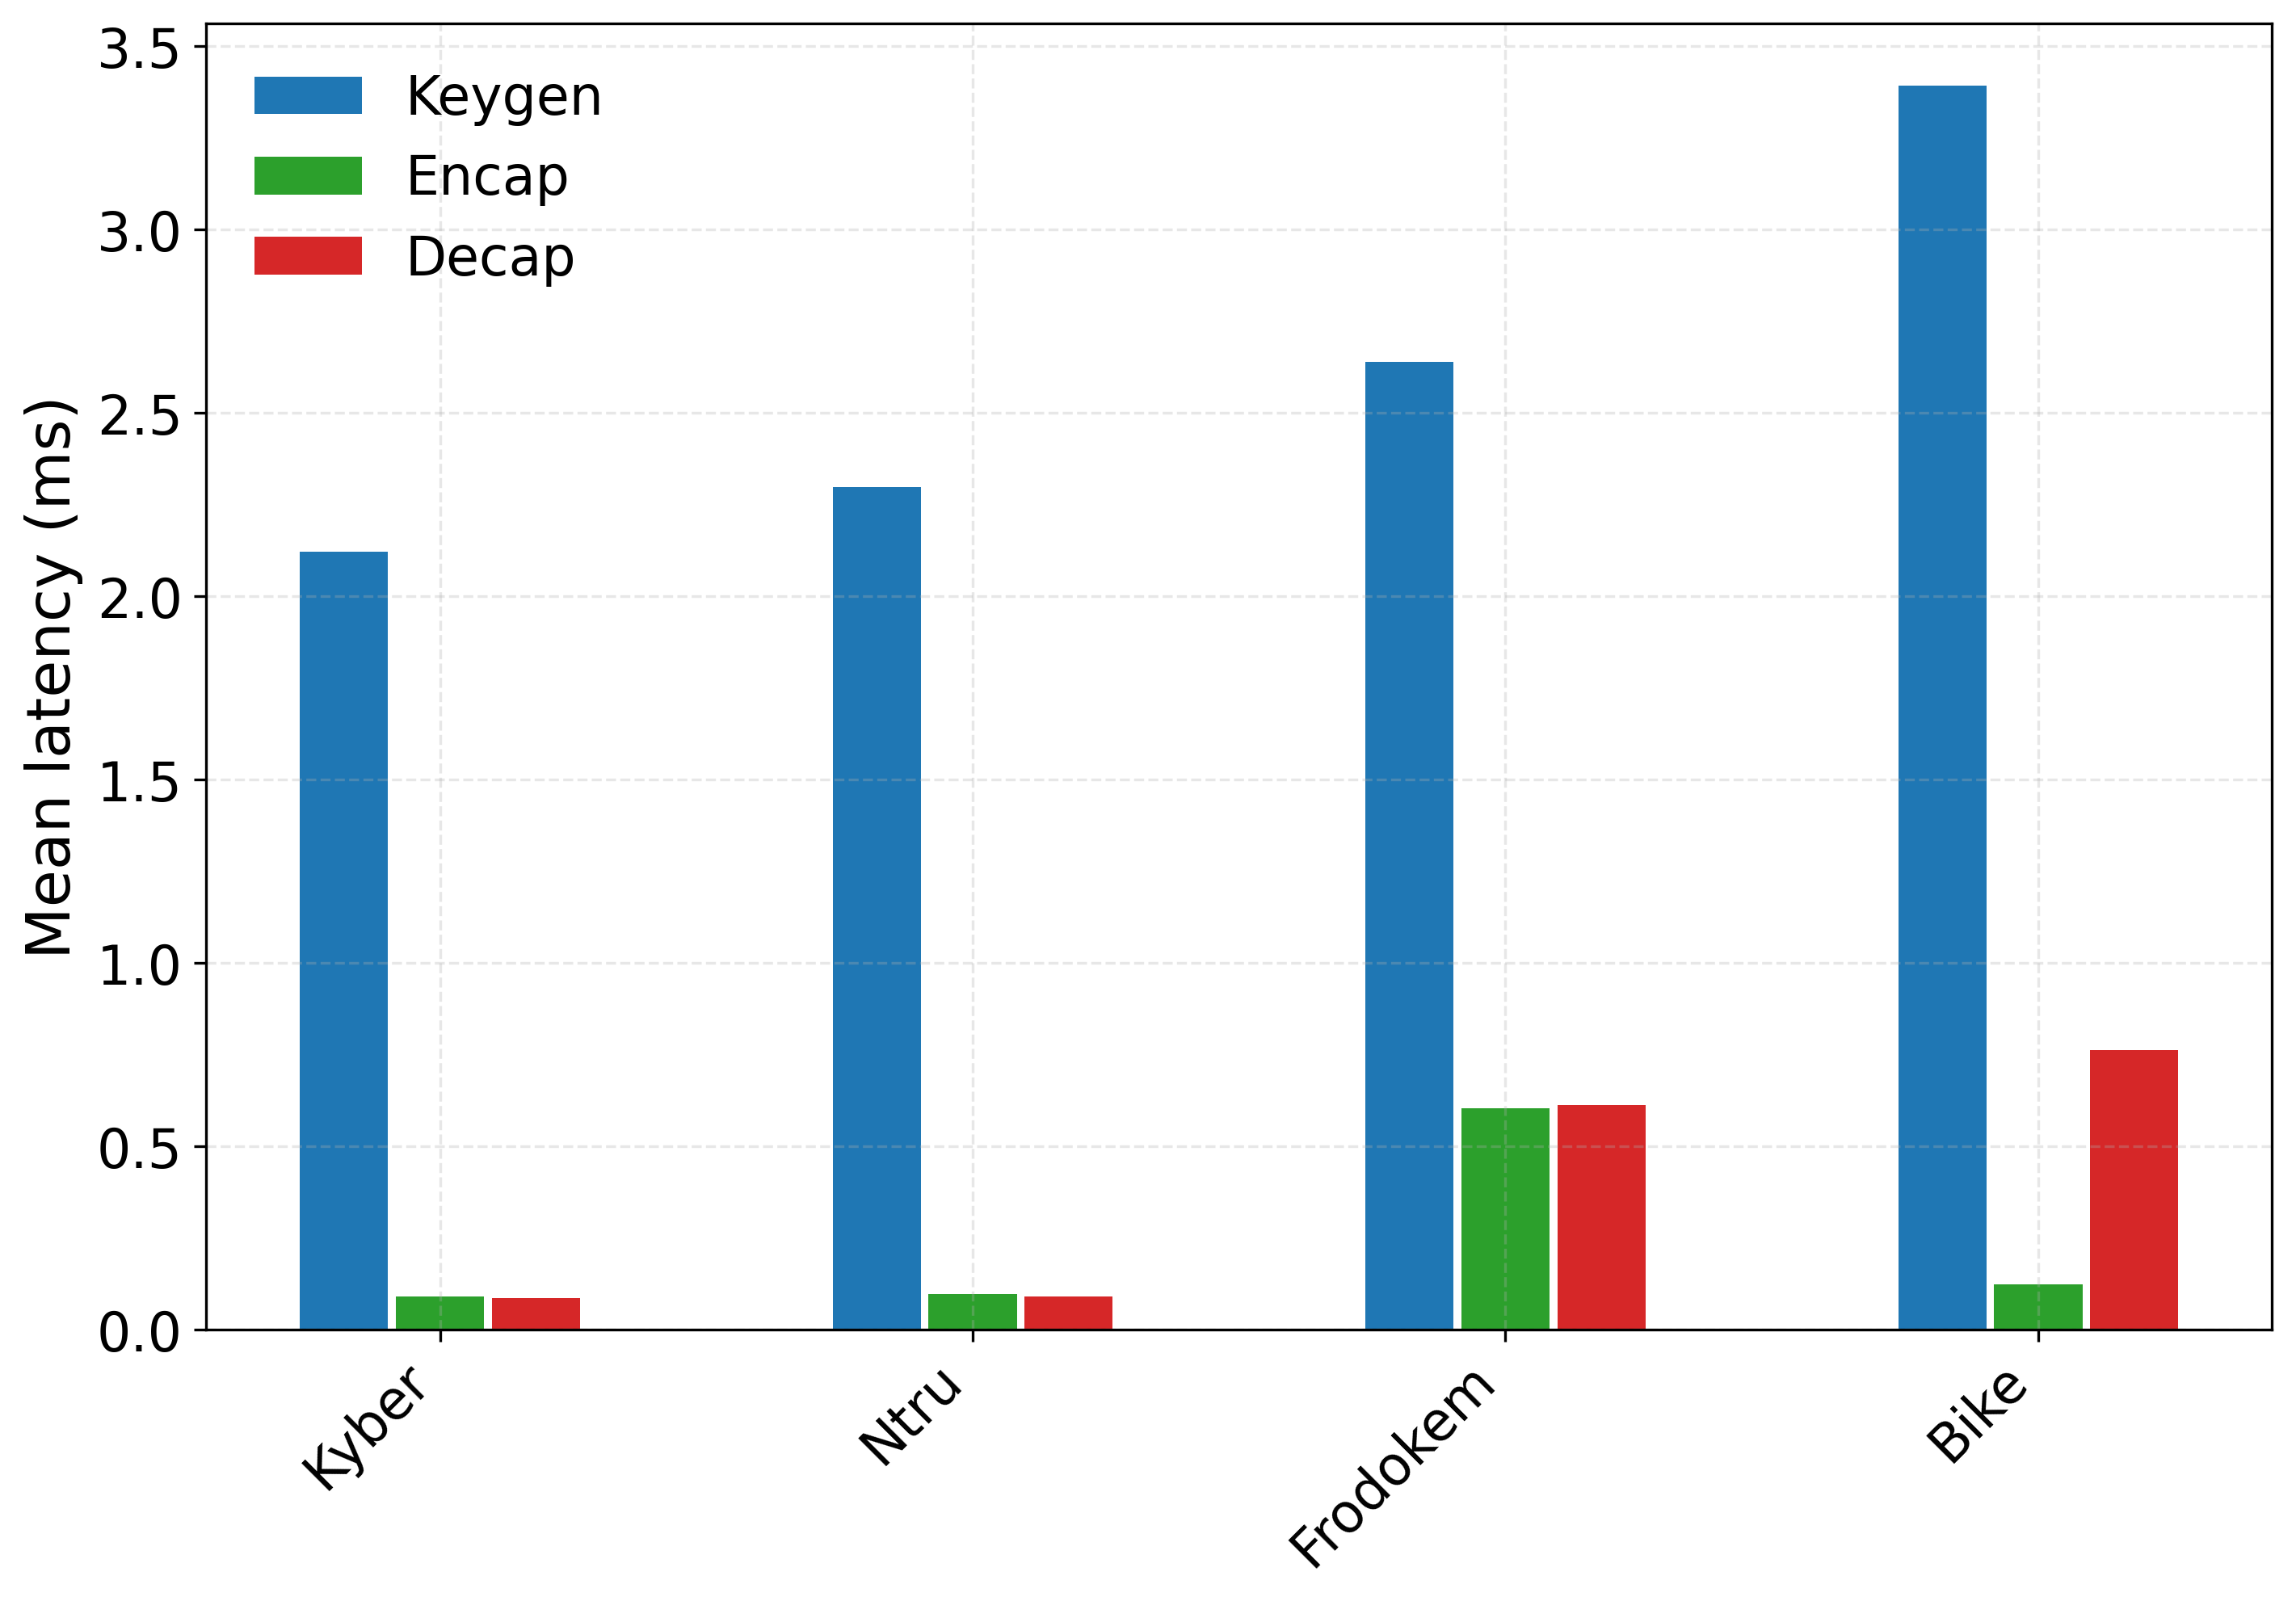 Mean latency (ms)
3.5
3.0
2.5
2.0
1.5
1.0
0.5
0.0
Keygen
Encap
Decap
Kyber
Ntru
Frodokem
Bike